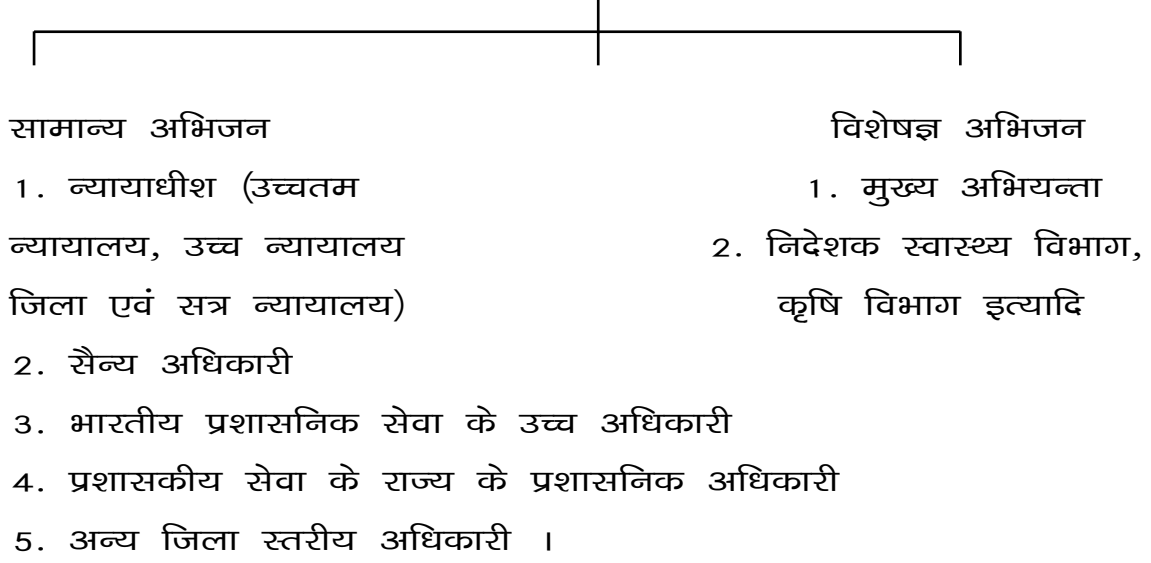 सामान्य अभिजन
1. न्यायाधीश (उच्चतम
न्यायालय, उच्च न्यायालय
जिला एवं सत्र न्यायालय)
2. सैन्य अधिकारी
3. भारतीय प्रशासनिक सेवा के उच्च अधिकारी
4. प्रशासकीय सेवा के राज्य के प्रशासनिक अधिकारी
5. अन्य जिला स्तरीय अधिकारी ।
विशेषज्ञ अभिजन
1. मुख्य अभियन्ता
2. निदेशक स्वास्थ्य विभाग,
कृषि विभाग इत्यादि